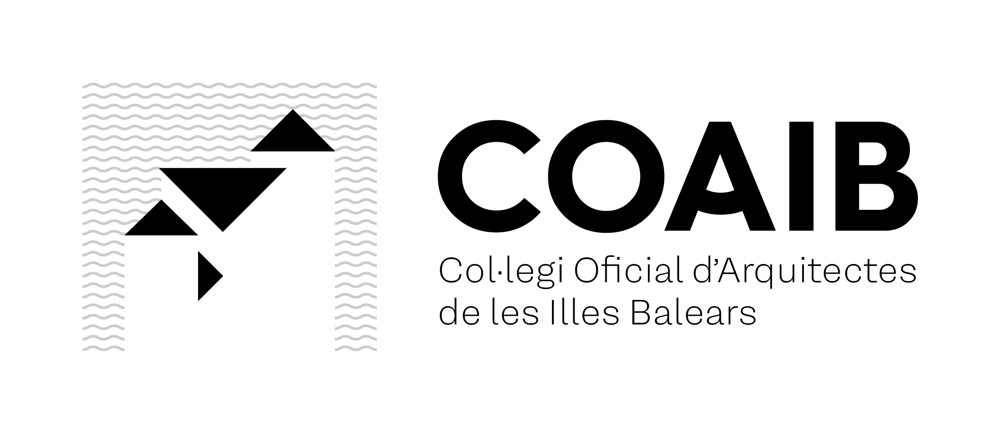 COAIB
Col·legi Oficial d’Arquitectes
de les Illes Balears